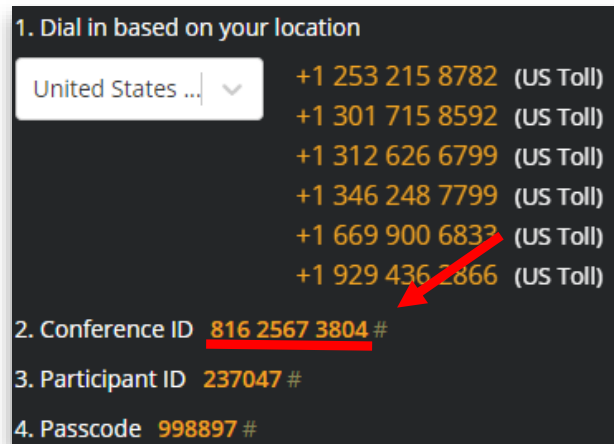 1. Dial in based on your location
United States ... +1 253 215 8782 (US Toll)
+1 301 715 8592 (US Toll)
+1 312 626 6799 (US Toll)
+1 346 248 7799 (US Toll)
+1 669 900 6833 (US Toll)
+1 929 436 2866 (US Toll)
2. Conference ID 816 2567 3804 #
3. Participant ID 237047 #
4. Passcode 998897 #